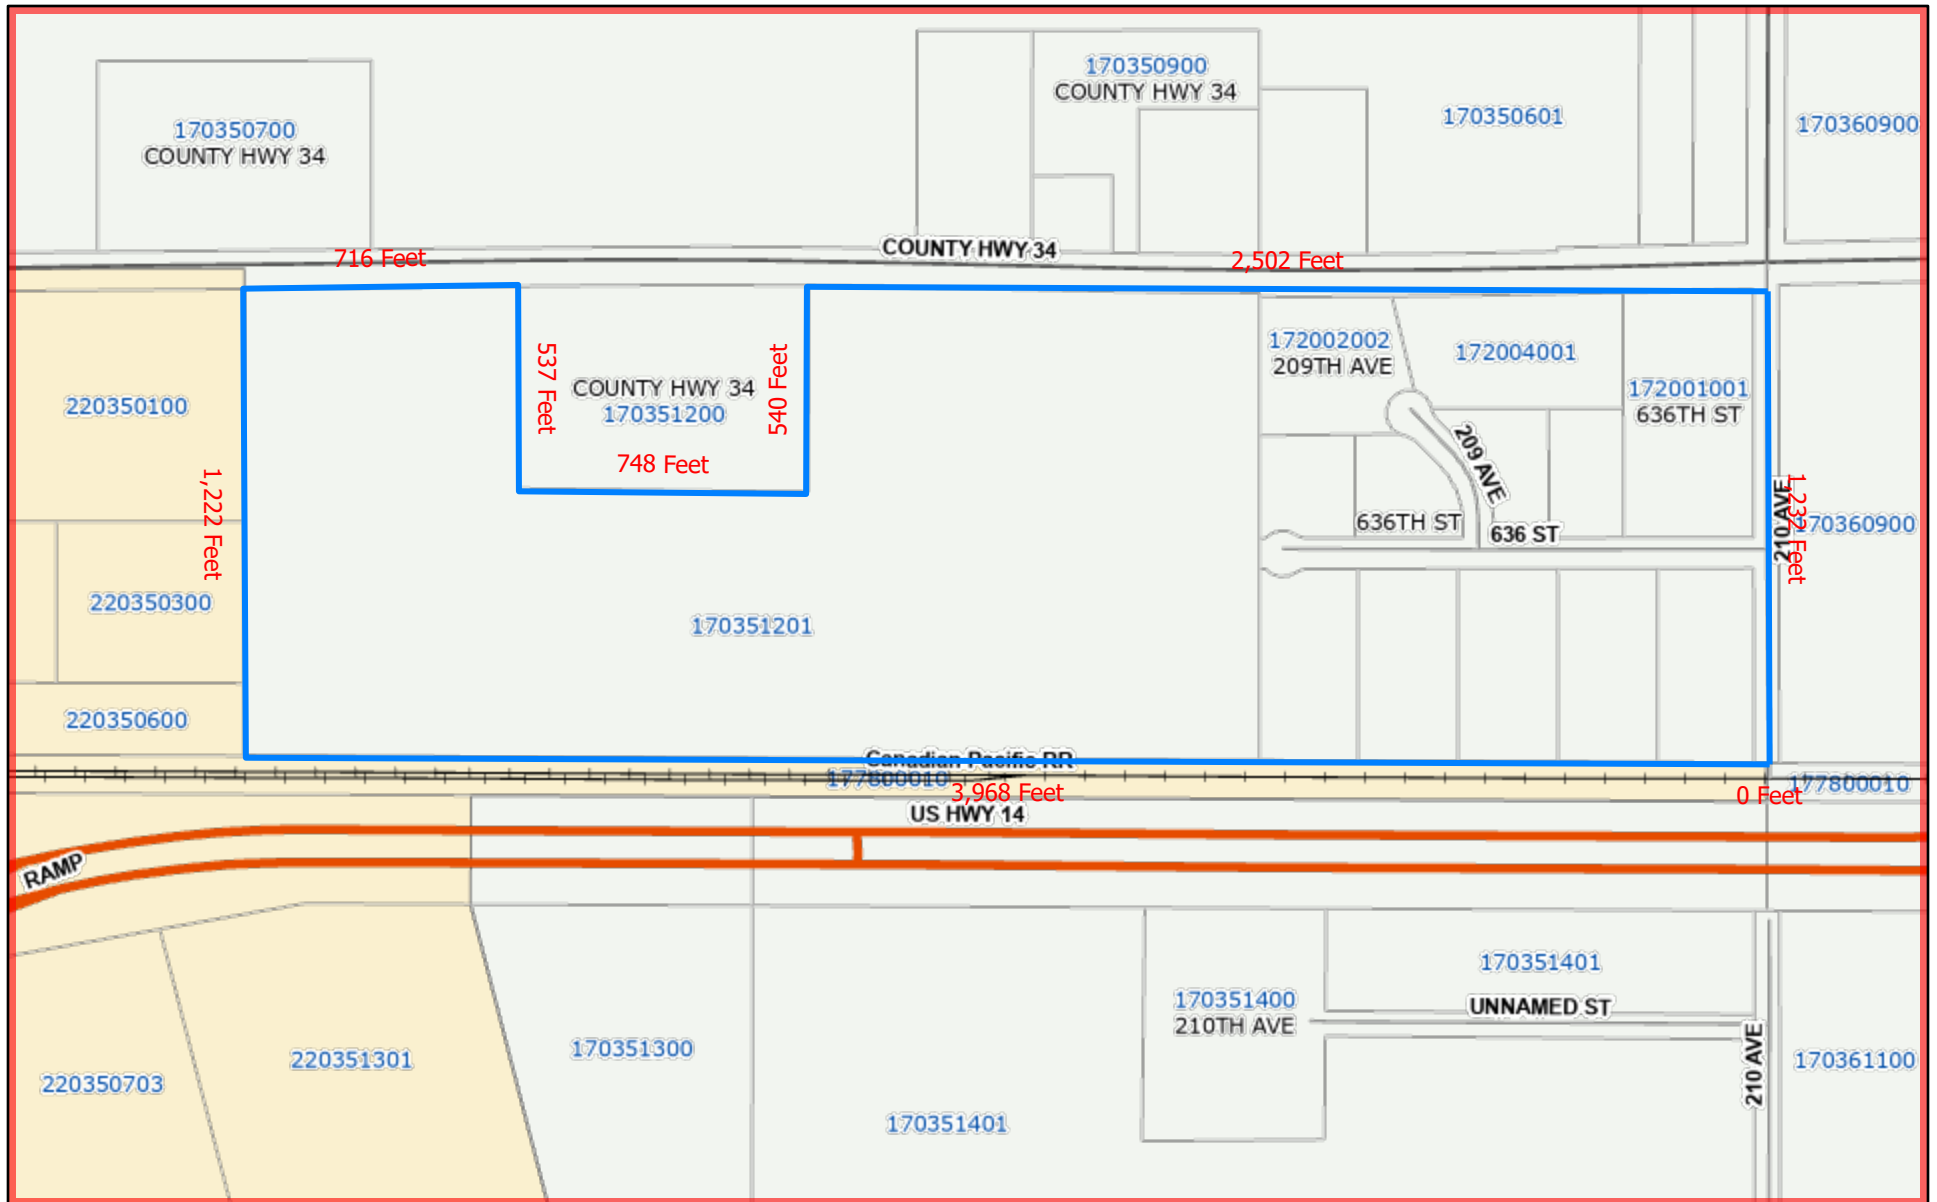 170350900
COUNTY HWY 34
170350601
170360900
170350700
COUNTY HWY 34
COUNTY HWY 34
716 Feet
2,502 Feet
172002002
209TH AVE
172004001
537 Feet
540 Feet
COUNTY HWY 34
170351200
172001001
636TH ST
220350100
748 Feet
209 AVE
1,222 Feet
636TH ST
636 ST
210 AVE
1,232 Feet
170360900
220350300
170351201
220350600
Canadian Pacific RR
177800010
177800010
3,968 Feet
0 Feet
US HWY 14
RAMP
170351401
170351400
210TH AVE
UNNAMED ST
170351300
220351301
210 AVE
170361100
220350703
170351401